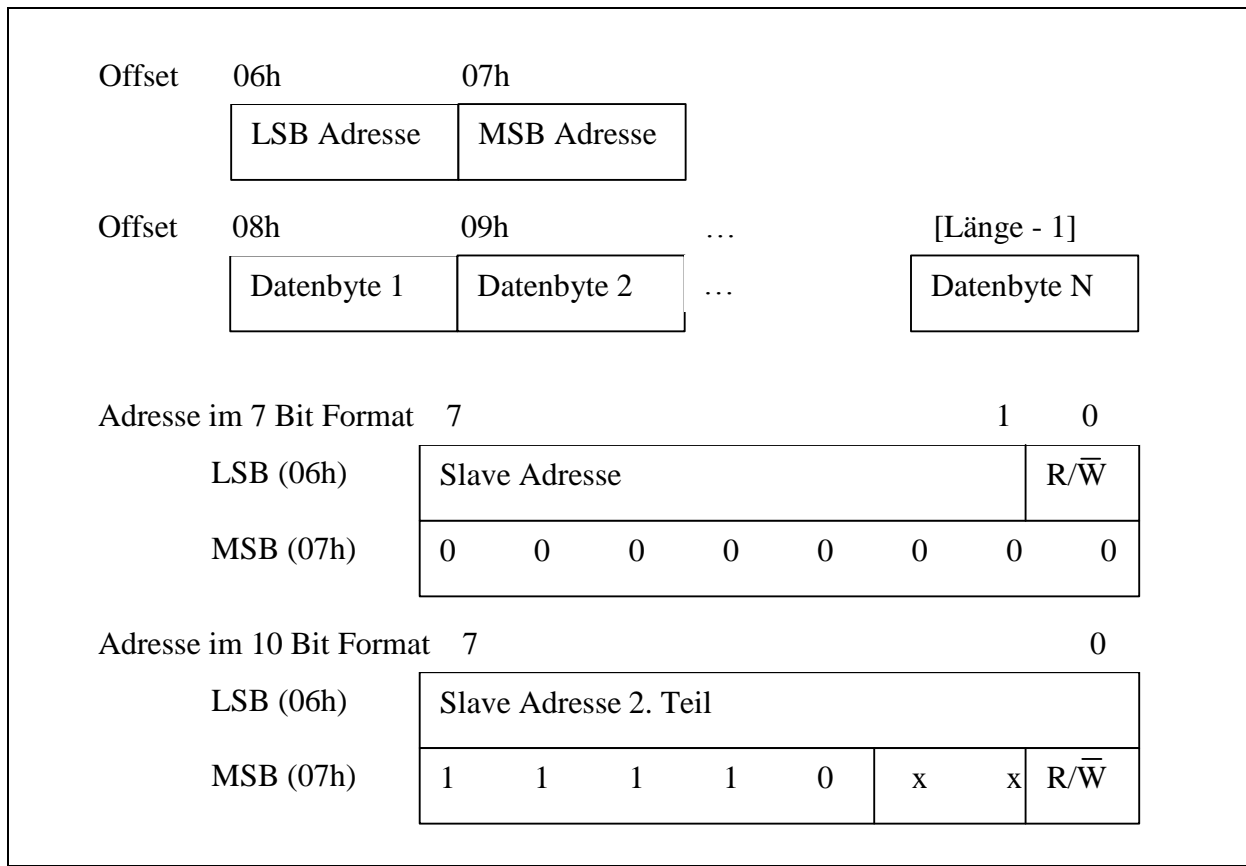 Offset 06h 07h
LSB Adresse MSB Adresse
Offset 08h 09h … [Länge - 1]
Datenbyte 1 Datenbyte 2 … Datenbyte N
Adresse im 7 Bit Format 7 1 0
LSB (06h) Slave Adresse R/W̅
MSB (07h) 0 0 0 0 0 0 0 0
Adresse im 10 Bit Format 7 0
LSB (06h) Slave Adresse 2. Teil
MSB (07h) 1 1 1 1 0 x x R/W̅